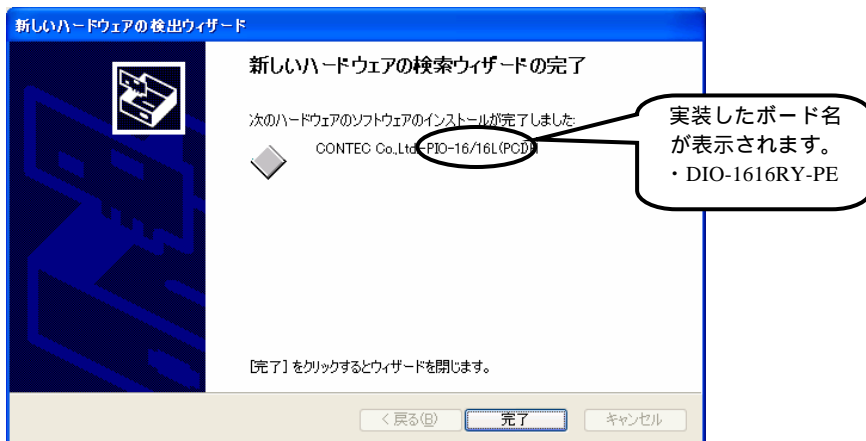 新しいハードウェアの検出ウィザード
新しいハードウェアの検索ウィザードの完了
次のハードウェアのソフトウェアのインストールが完了しました:
CONTEC Co.,Ltd.-PIO-16/16L(PCI)H
[完了] をクリックするとウィザードを閉じます。
< 戻る(B)
完了
キャンセル
実装したボード名
が表示されます。
・DIO-1616RY-PE